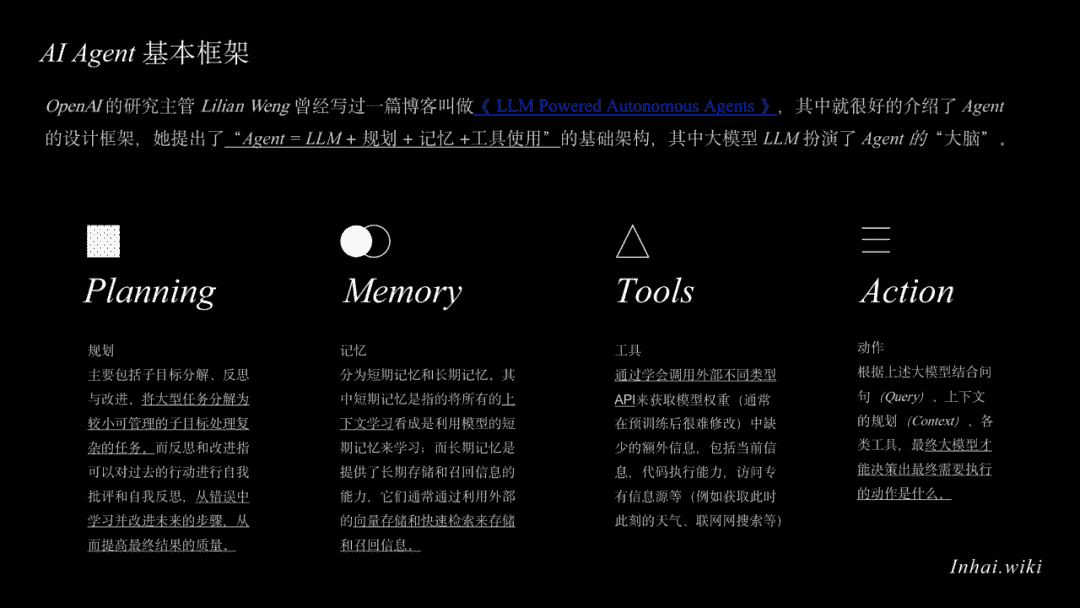 AI Agent 基本框架
OpenAI 的研究主管 Lilian Weng 曾经写过一篇博客叫做《 LLM Powered Autonomous Agents 》,其中就很好的介绍了 Agent
的设计框架,她提出了“Agent = LLM + 规划 + 记忆 +工具使用”的基础架构,其中大模型 LLM 扮演了 Agent 的“大脑”。
Planning
规划
主要包括子目标分解、反思
与改进,将大型任务分解为
较小可管理的子目标处理复
杂的任务。而反思和改进指
可以对过去的行动进行自我
批评和自我反思,从错误中
学习并改进未来的步骤,从
而提高最终结果的质量。
Memory
记忆
分为短期记忆和长期记忆,其
中短期记忆是指的将所有的上
下文学习看成是利用模型的短
期记忆来学习;而长期记忆是
提供了长期存储和召回信息的
能力,它们通常通过利用外部
的向量存储和快速检索来存储
和召回信息。
Tools
工具
通过学会调用外部不同类型
API来获取模型权重(通常
在预训练后很难修改)中缺
少的额外信息,包括当前信
息,代码执行能力,访问专
有信息源等(例如获取此时
此刻的天气、联网网搜索等)
Action
动作
根据上述大模型结合问
句(Query)、上下文
的规划(Context)、各
类工具,最终大模型才
能决策出最终需要执行
的动作是什么。
Inhai.wiki